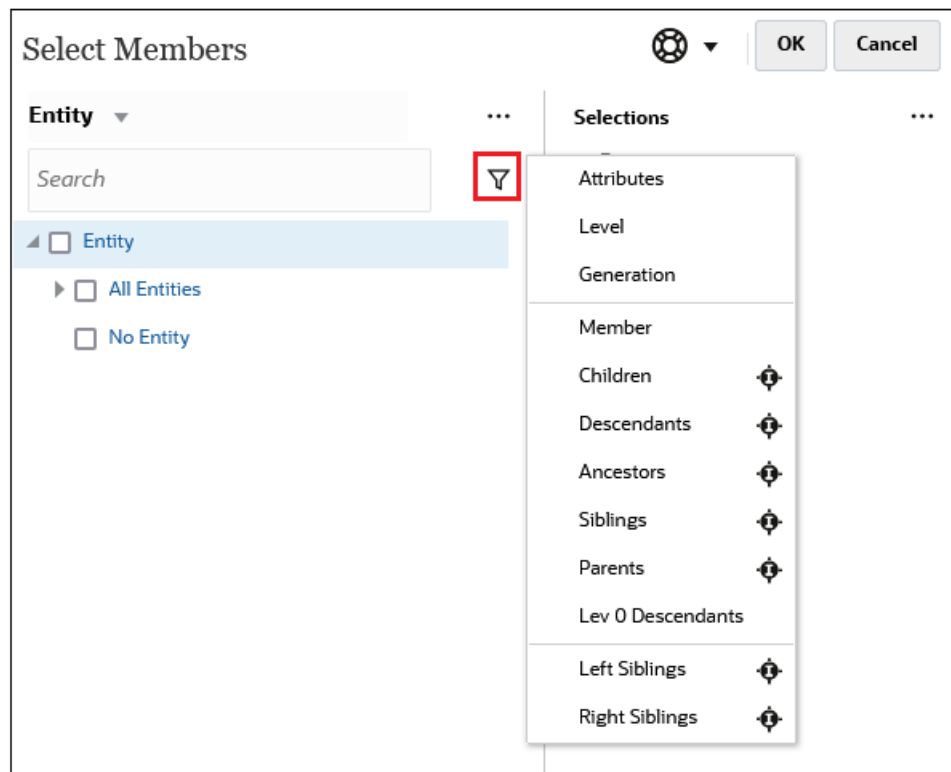 Select Members
OK
Cancel
Entity
...
Selections
...
Search
Entity
All Entities
No Entity
Attributes
Level
Generation
Member
Children
Descendants
Ancestors
Siblings
Parents
Lev 0 Descendants
Left Siblings
Right Siblings